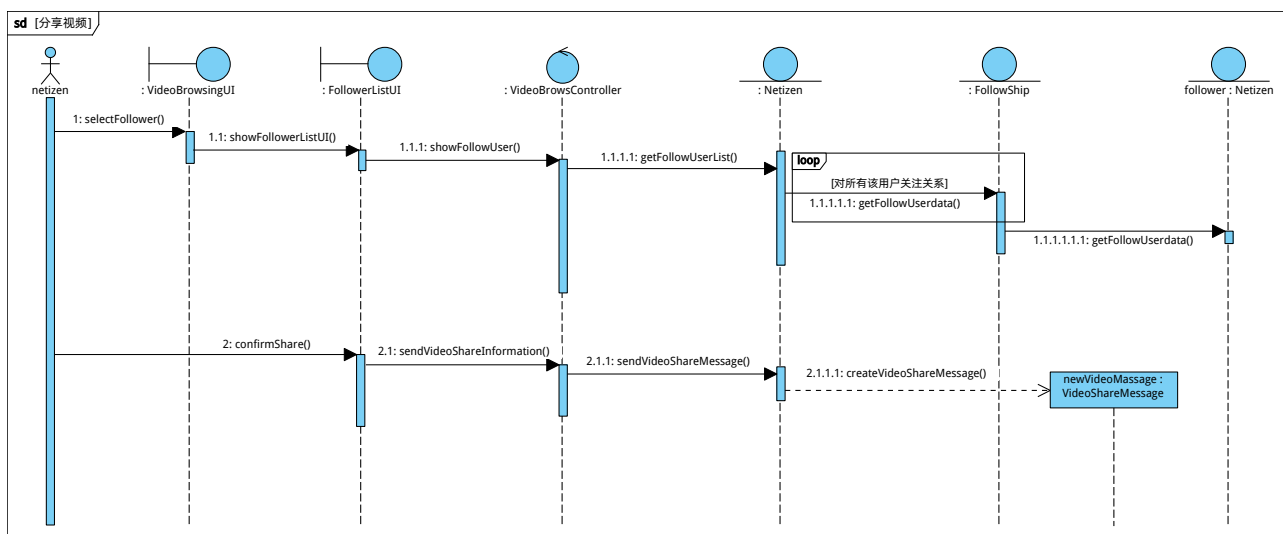 sd [分享视频]
netizen
: VideoBrowsingUI
: FollowerListUI
: VideoBrowsController
: Netizen
: FollowShip
follower : Netizen
1: selectFollower()
1.1: showFollowerListUI()
1.1.1: showFollowUser()
1.1.1.1: getFollowUserList()
loop
[对所有该用户关注关系]
1.1.1.1.1: getFollowUserdata()
1.1.1.1.1.1: getFollowUserdata()
2: confirmShare()
2.1: sendVideoShareInformation()
2.1.1: sendVideoShareMessage()
2.1.1.1: createVideoShareMessage()
newVideoMassage :
VideoShareMessage